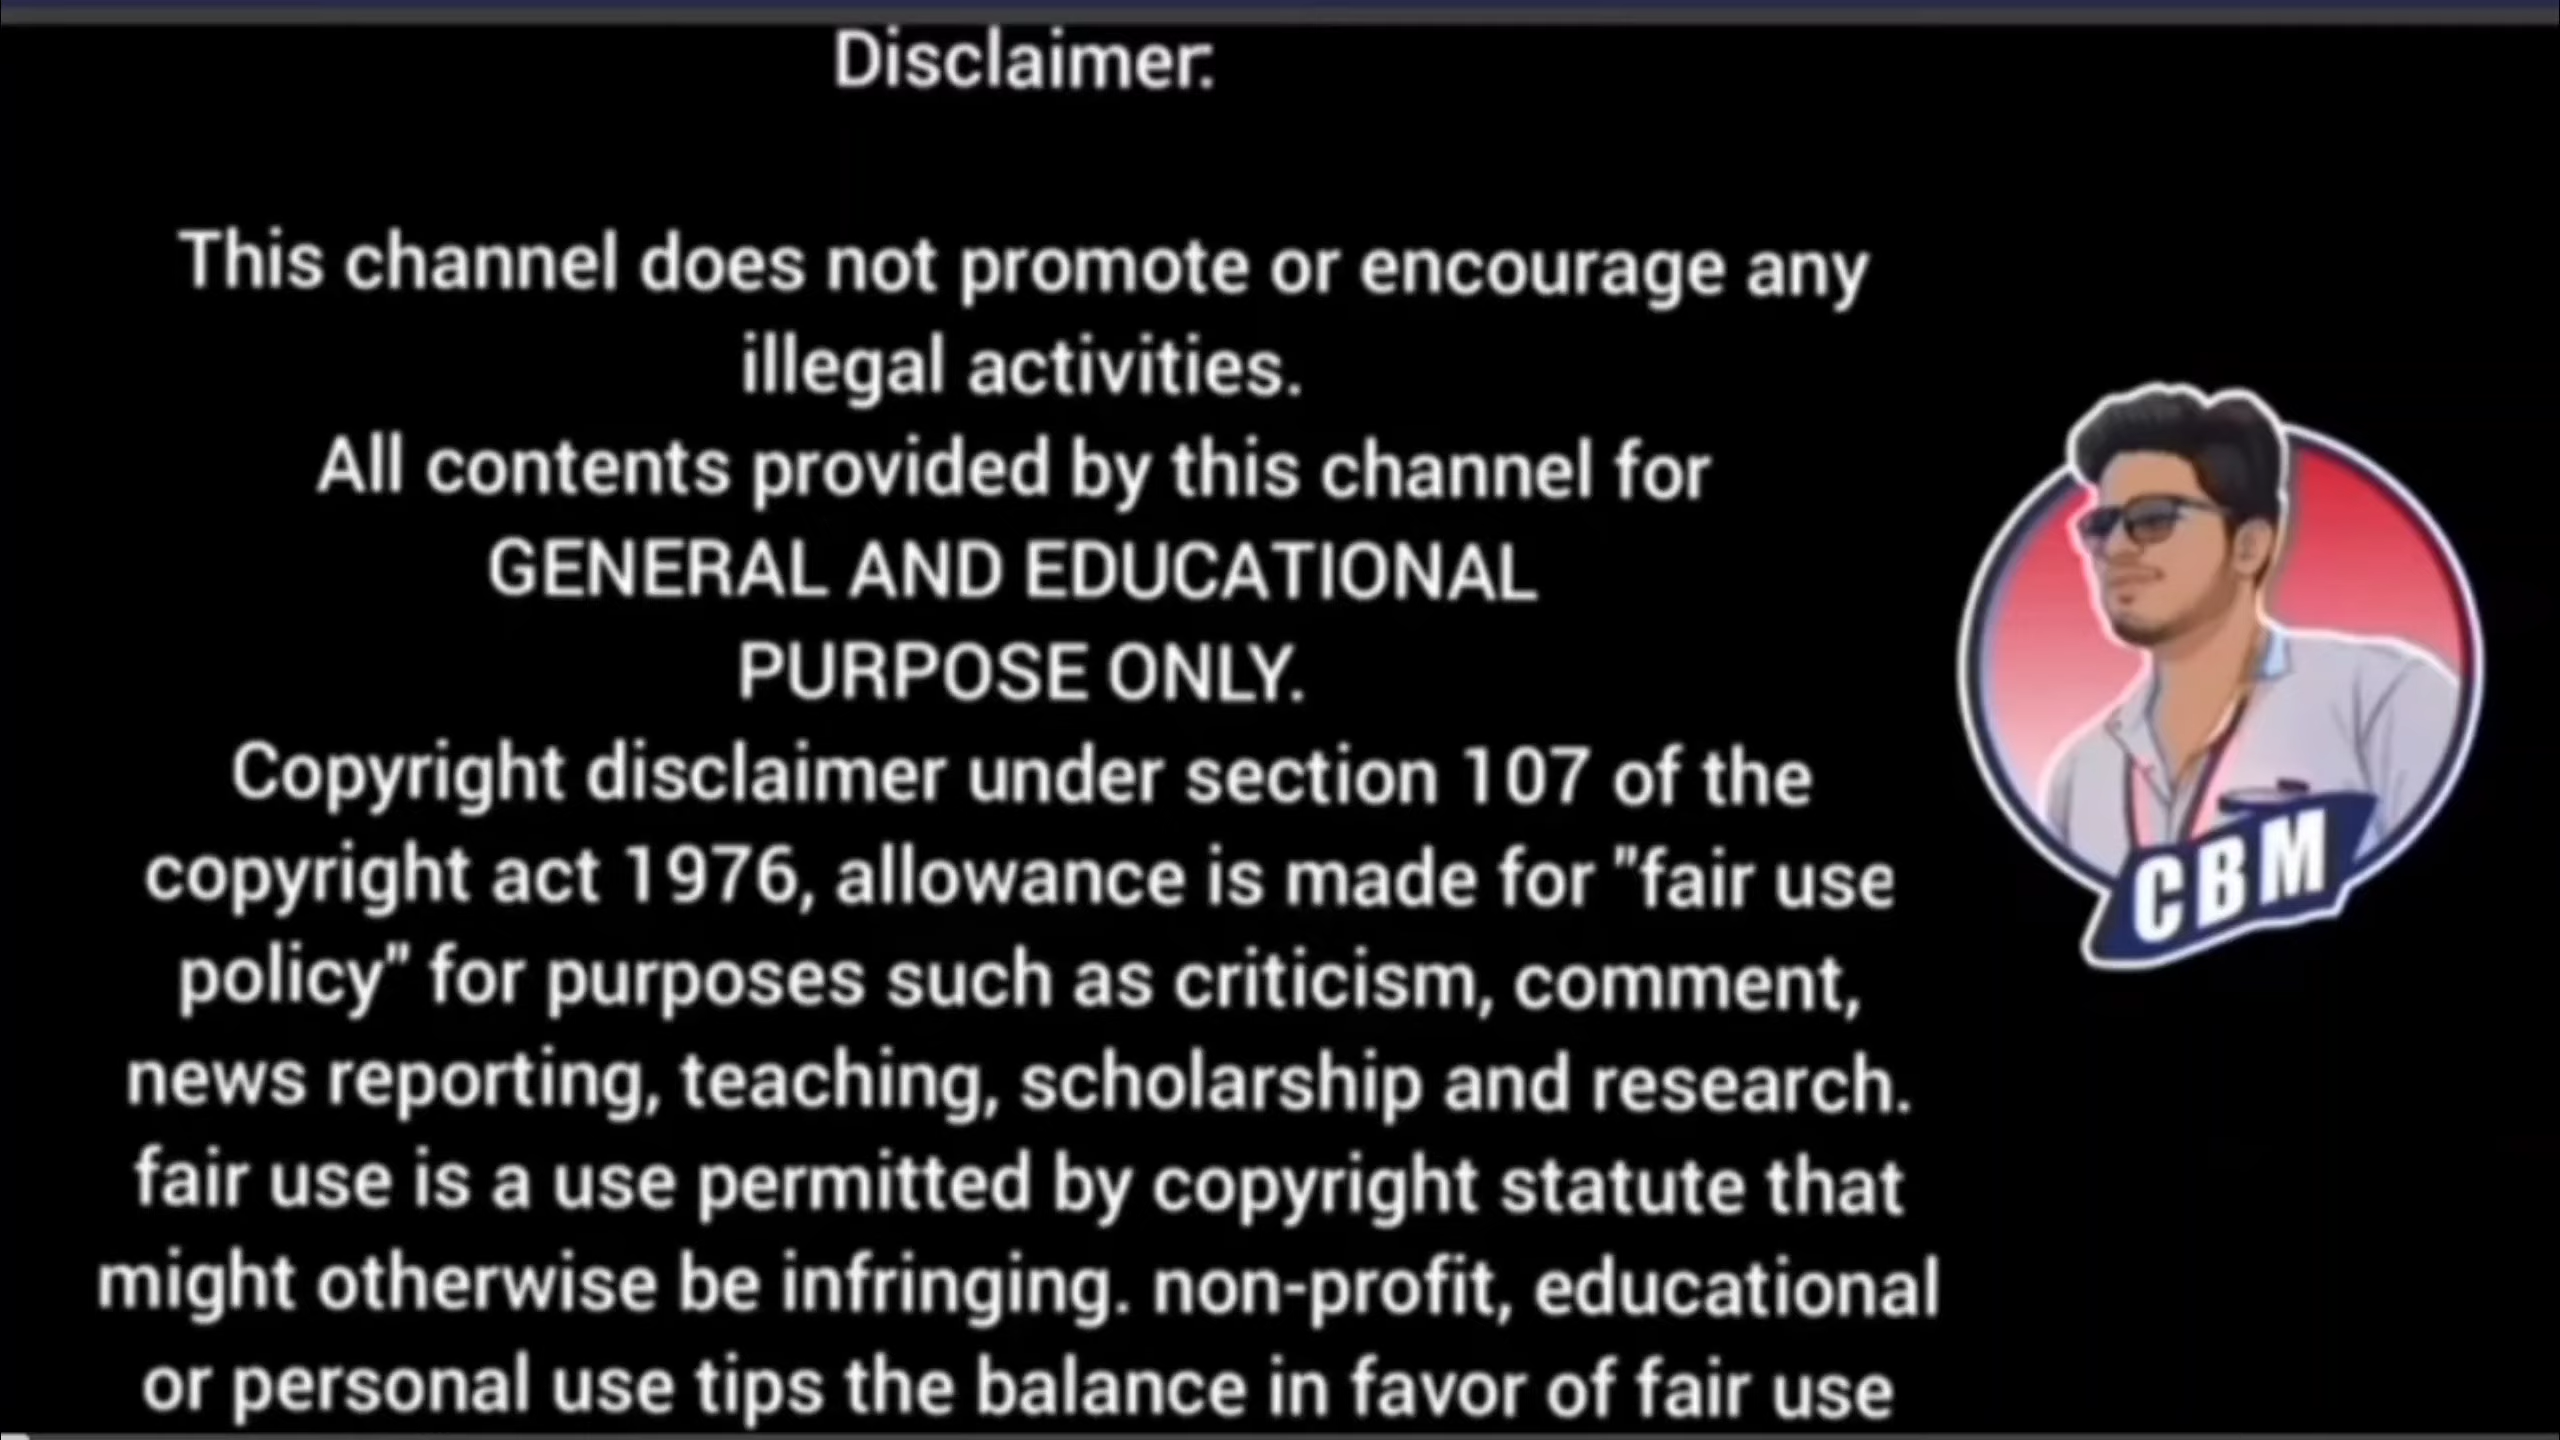 Disclaimer:
This channel does not promote or encourage any
illegal activities.
All contents provided by this channel for
GENERAL AND EDUCATIONAL
PURPOSE ONLY.
Copyright disclaimer under section 107 of the
copyright act 1976, allowance is made for "fair use
policy" for purposes such as criticism, comment,
news reporting, teaching, scholarship and research.
fair use is a use permitted by copyright statute that
might otherwise be infringing. non-profit, educational
or personal use tips the balance in favor of fair use
CBM